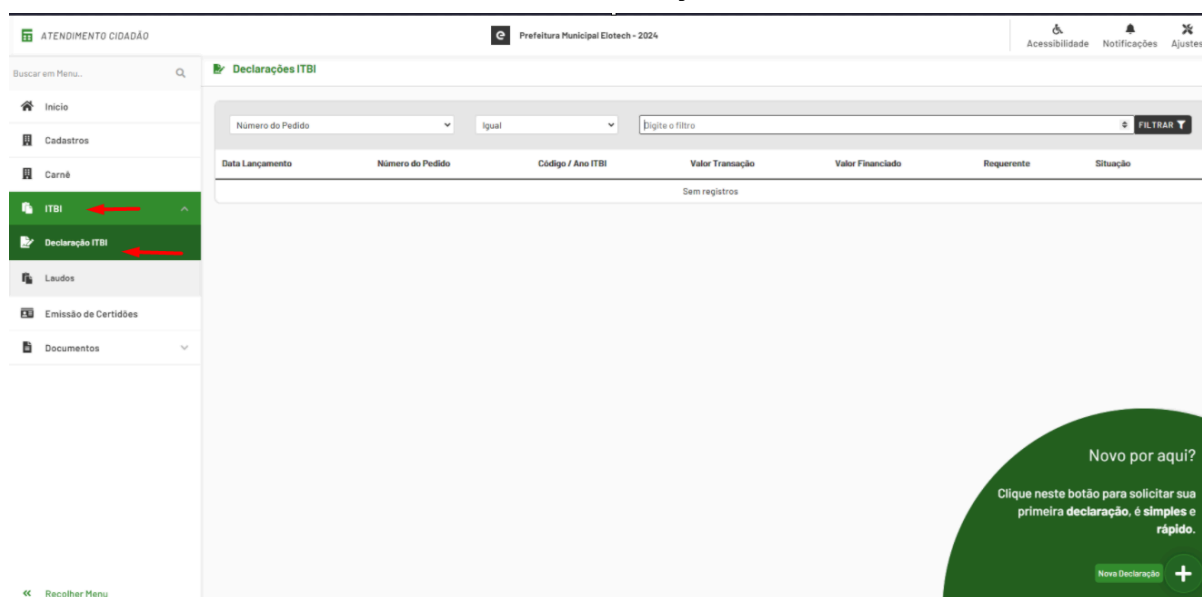 ATENDIMENTO CIDADÃO
Prefeitura Municipal Elotech - 2024
Acessibilidade Notificações Ajustes
Buscar em Menu..
Declarações ITBI
Início
Cadastros
Carnê
ITBI
Declaração ITBI
Laudos
Emissão de Certidões
Documentos
Recolher Menu
Número do Pedido Igual Digite o filtro FILTRAR
Data Lançamento Número do Pedido Código / Ano ITBI Valor Transação Valor Financiado Requerente Situação
Sem registros
Novo por aqui?
Clique neste botão para solicitar sua
primeira declaração, é simples e
rápido.
Nova Declaração